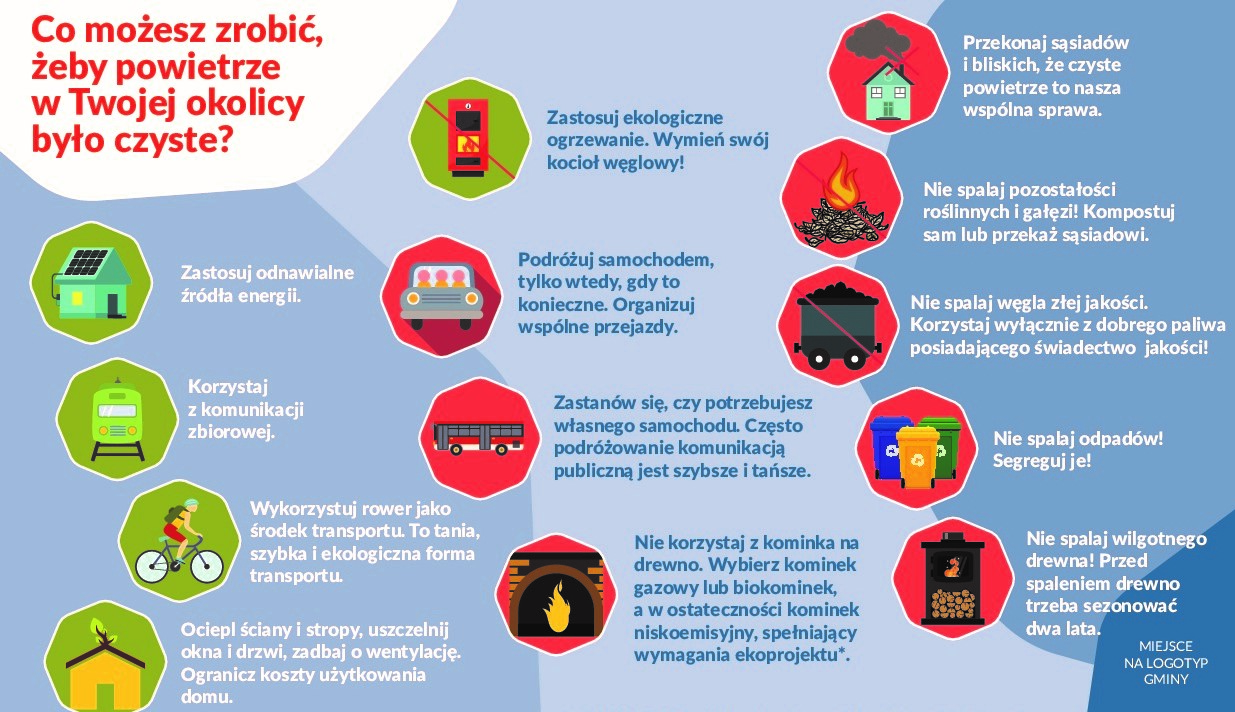 Co możesz zrobić,
żeby powietrze
w Twojej okolicy
było czyste?
Zastosuj odnawialne
źródła energii.
Korzystaj
z komunikacji
zbiorowej.
Wykorzystuj rower jako
środek transportu. To tania,
szybka i ekologiczna forma
transportu.
Ociepl ściany i stropy, uszczelnij
okna i drzwi, zadbaj o wentylację.
Ogranicz koszty użytkowania
domu.
Zastosuj ekologiczne
ogrzewanie. Wymień swój
kocioł węglowy!
Podróżuj samochodem,
tylko wtedy, gdy to
konieczne. Organizuj
wspólne przejazdy.
Zastanów się, czy potrzebujesz
własnego samochodu. Często
podróżowanie komunikacją
publiczną jest szybsze i tańsze.
Nie korzystaj z kominka na
drewno. Wybierz kominek
gazowy lub biokominek,
a w ostateczności kominek
niskoemisyjny, spełniający
wymagania ekoprojektu*.
Przekonaj sąsiadów
i bliskich, że czyste
powietrze to nasza
wspólna sprawa.
Nie spalaj pozostałości
roślinnych i gałęzi! Kompostuj
sam lub przekaż sąsiadowi.
Nie spalaj węgla złej jakości.
Korzystaj wyłącznie z dobrego paliwa
posiadającego świadectwo jakości!
Nie spalaj odpadów!
Segreguj je!
Nie spalaj wilgotnego
drewna! Przed
spaleniem drewno
trzeba sezonować
dwa lata.
MIEJSCE
NA LOGOTYP
GMINY